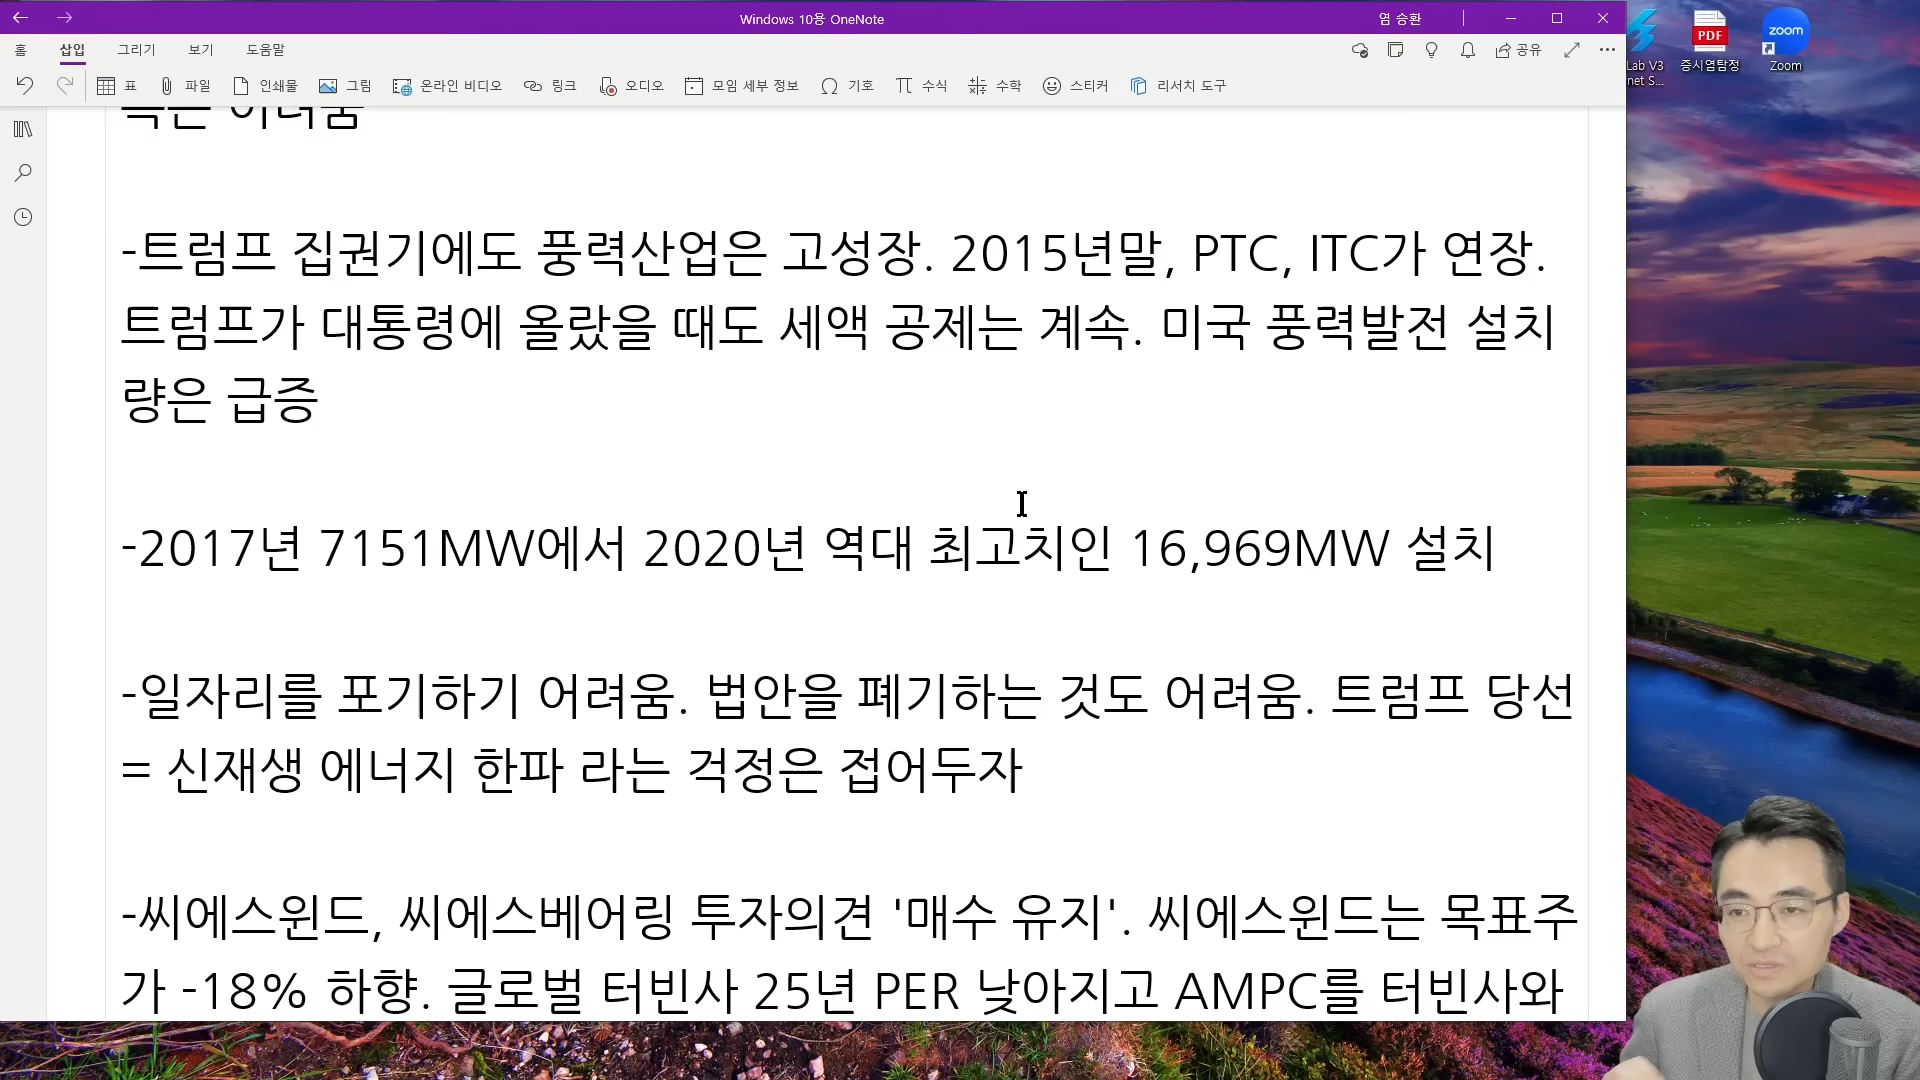 Windows 10용 OneNote
염 승환
홈 삽입 그리기 보기 도움말
공유
표 파일 인쇄물 그림 온라인 비디오 링크 오디오 모임 세부 정보 기호 수식 수학 스티커 리서치 도구
어려움
-트럼프 집권기에도 풍력산업은 고성장. 2015년말, PTC, ITC가 연장.
트럼프가 대통령에 올랐을 때도 세액 공제는 계속. 미국 풍력발전 설치
량은 급증
-2017년 7151MW에서 2020년 역대 최고치인 16,969MW 설치
-일자리를 포기하기 어려움. 법안을 폐기하는 것도 어려움. 트럼프 당선
= 신재생 에너지 한파 라는 걱정은 접어두자
-씨에스윈드, 씨에스베어링 투자의견 '매수 유지'. 씨에스윈드는 목표주
가 -18% 하향. 글로벌 터빈사 25년 PER 낮아지고 AMPC를 터빈사와
Lab V3
net S...
PDF
증시염탐정
zoom
Zoom